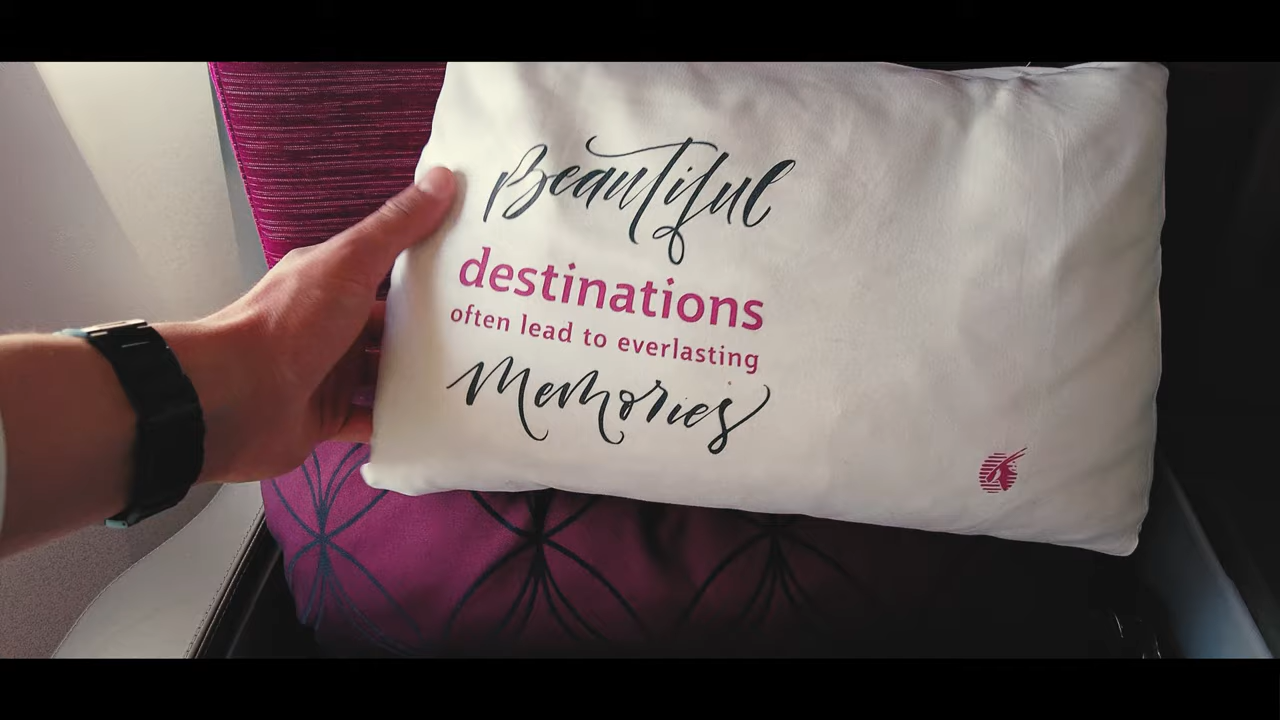 Beautiful
destinations
often lead to everlasting
Memories